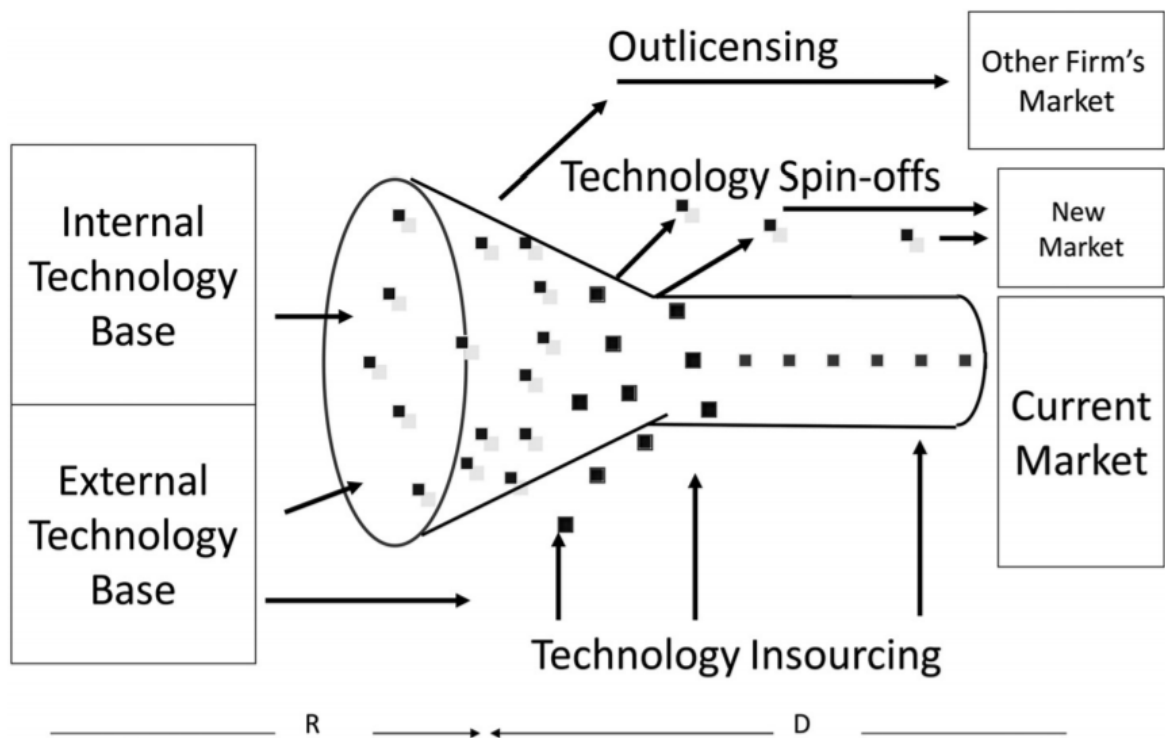 Outlicensing
Other Firm's
Market
Technology Spin-offs
New
Market
Internal
Technology
Base
External
Technology
Base
Current
Market
Technology Insourcing
R
D